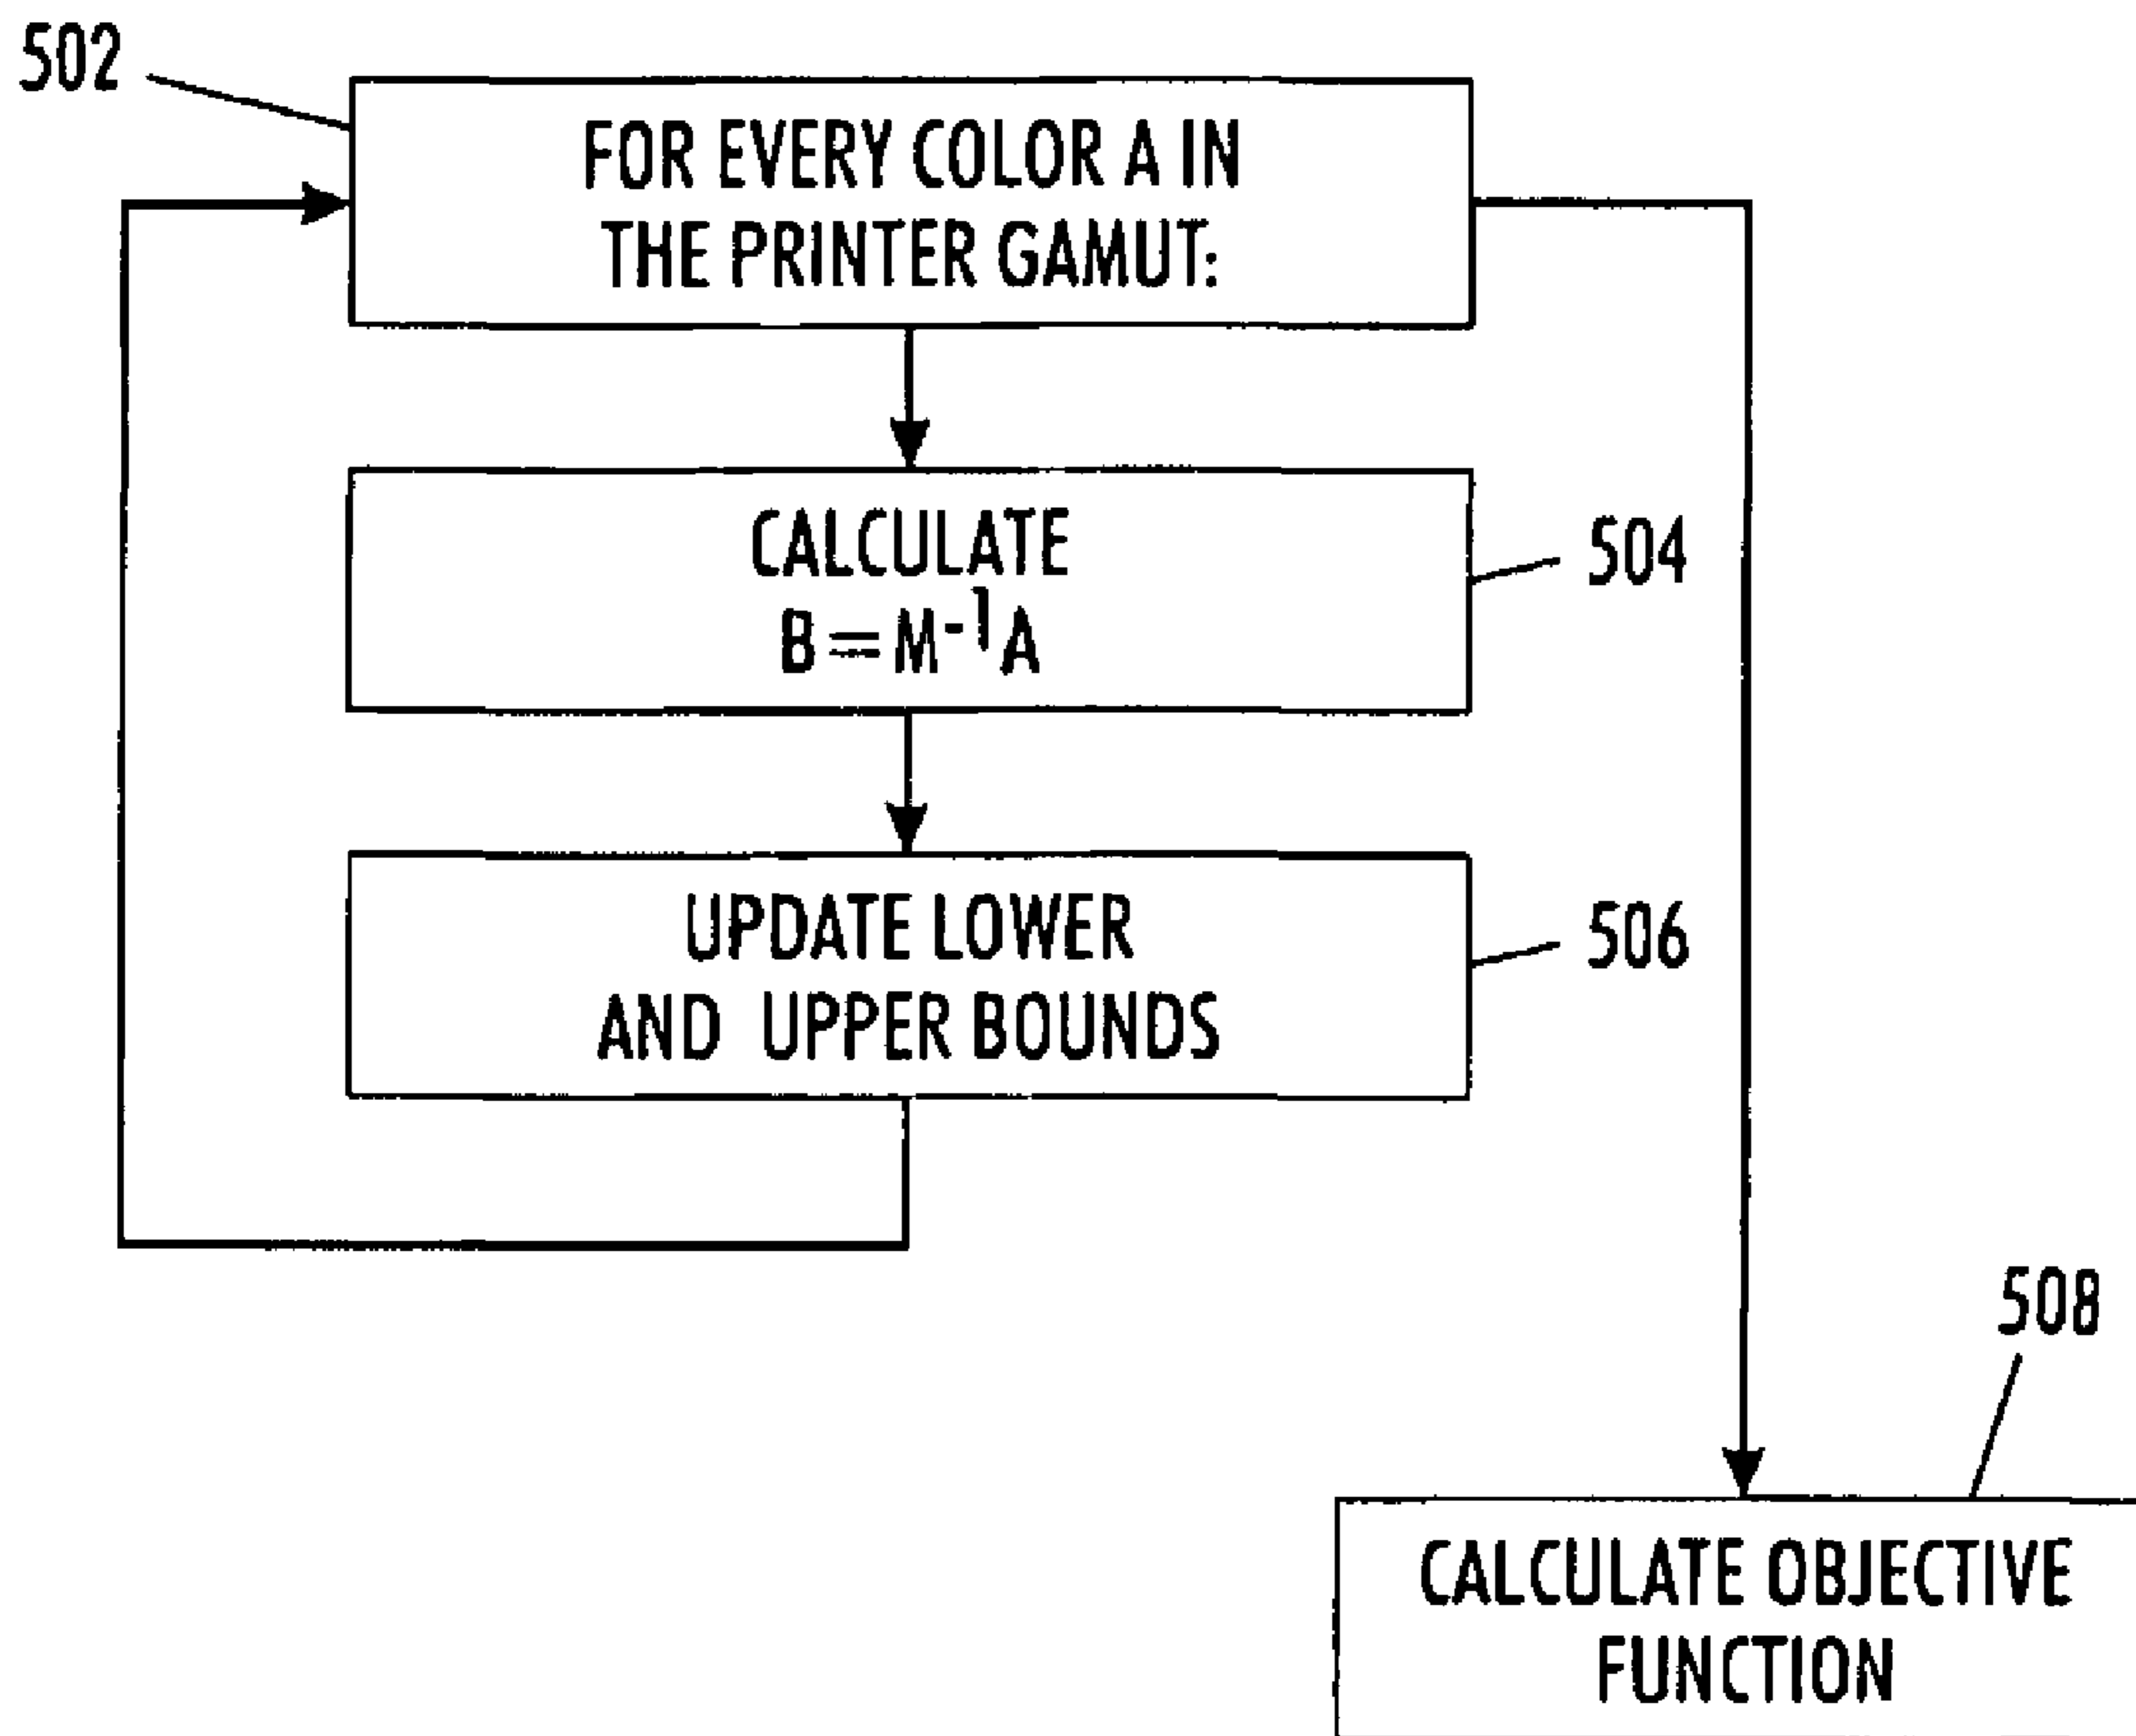 502
FOR EVERY COLOR A IN
THE PRINTER GAMUT:
CALCULATE
B=M⁻¹A
504
UPDATE LOWER
AND UPPER BOUNDS
506
508
CALCULATE OBJECTIVE
FUNCTION